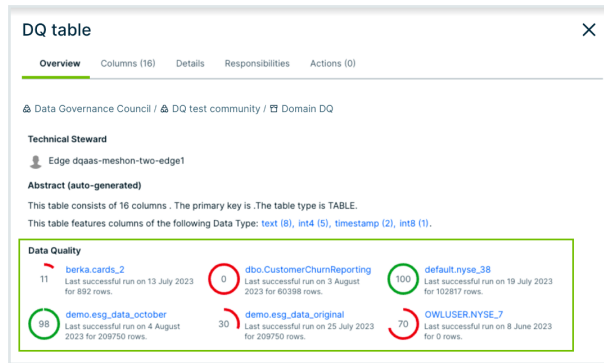 DQ table
Overview Columns (16) Details Responsibilities Actions (0)
Data Governance Council / DQ test community / Domain DQ
Technical Steward
Edge dqaas-meshon-two-edge1
Abstract (auto-generated)
This table consists of 16 columns . The primary key is .The table type is TABLE.
This table features columns of the following Data Type: text (8), int4 (5), timestamp (2), int8 (1).
Data Quality
11
berka.cards_2
Last successful run on 13 July 2023
for 892 rows.
0
dbo.CustomerChurnReporting
Last successful run on 3 August
2023 for 60398 rows.
100
default.nyse_38
Last successful run on 19 July 2023
for 102817 rows.
98
demo.esg_data_october
Last successful run on 4 August
2023 for 209750 rows.
30
demo.esg_data_original
Last successful run on 25 July 2023
for 209750 rows.
70
OWLUSER.NYSE_7
Last successful run on 8 June 2023
for 0 rows.